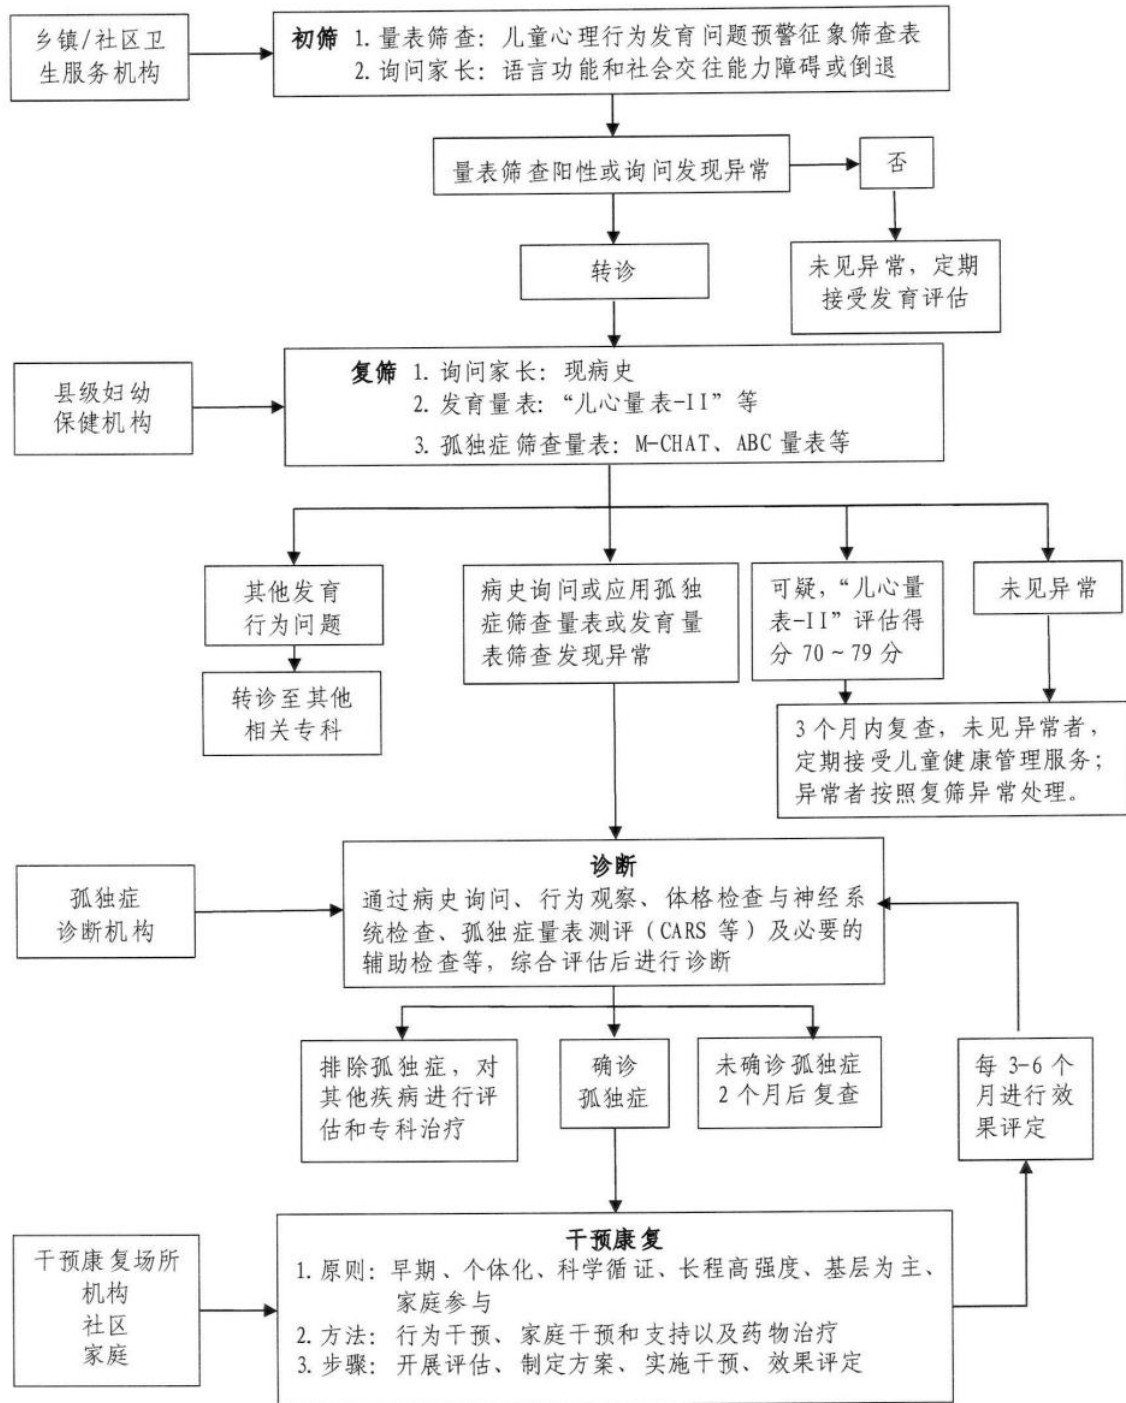 乡镇/社区卫
生服务机构
初筛 1. 量表筛查：儿童心理行为发育问题预警征象筛查表
2. 询问家长：语言功能和社会交往能力障碍或倒退
量表筛查阳性或询问发现异常
否
转诊
未见异常，定期
接受发育评估
县级妇幼
保健机构
复筛 1. 询问家长：现病史
2. 发育量表：“儿心量表-II”等
3. 孤独症筛查量表：M-CHAT、ABC 量表等
其他发育
行为问题
病史询问或应用孤独
症筛查量表或发育量
表筛查发现异常
可疑，“儿心量
表-II”评估得
分 70～79 分
未见异常
转诊至其他
相关专科
3 个月内复查，未见异常者，
定期接受儿童健康管理服务；
异常者按照复筛异常处理。
孤独症
诊断机构
诊断
通过病史询问、行为观察、体格检查与神经系
统检查、孤独症量表测评（CARS 等）及必要的
辅助检查等，综合评估后进行诊断
排除孤独症，对
其他疾病进行评
估和专科治疗
确诊
孤独症
未确诊孤独症
2 个月后复查
每 3-6 个
月进行效
果评定
干预康复场所
机构
社区
家庭
干预康复
1. 原则：早期、个体化、科学循证、长程高强度、基层为主、
家庭参与
2. 方法：行为干预、家庭干预和支持以及药物治疗
3. 步骤：开展评估、制定方案、实施干预、效果评定